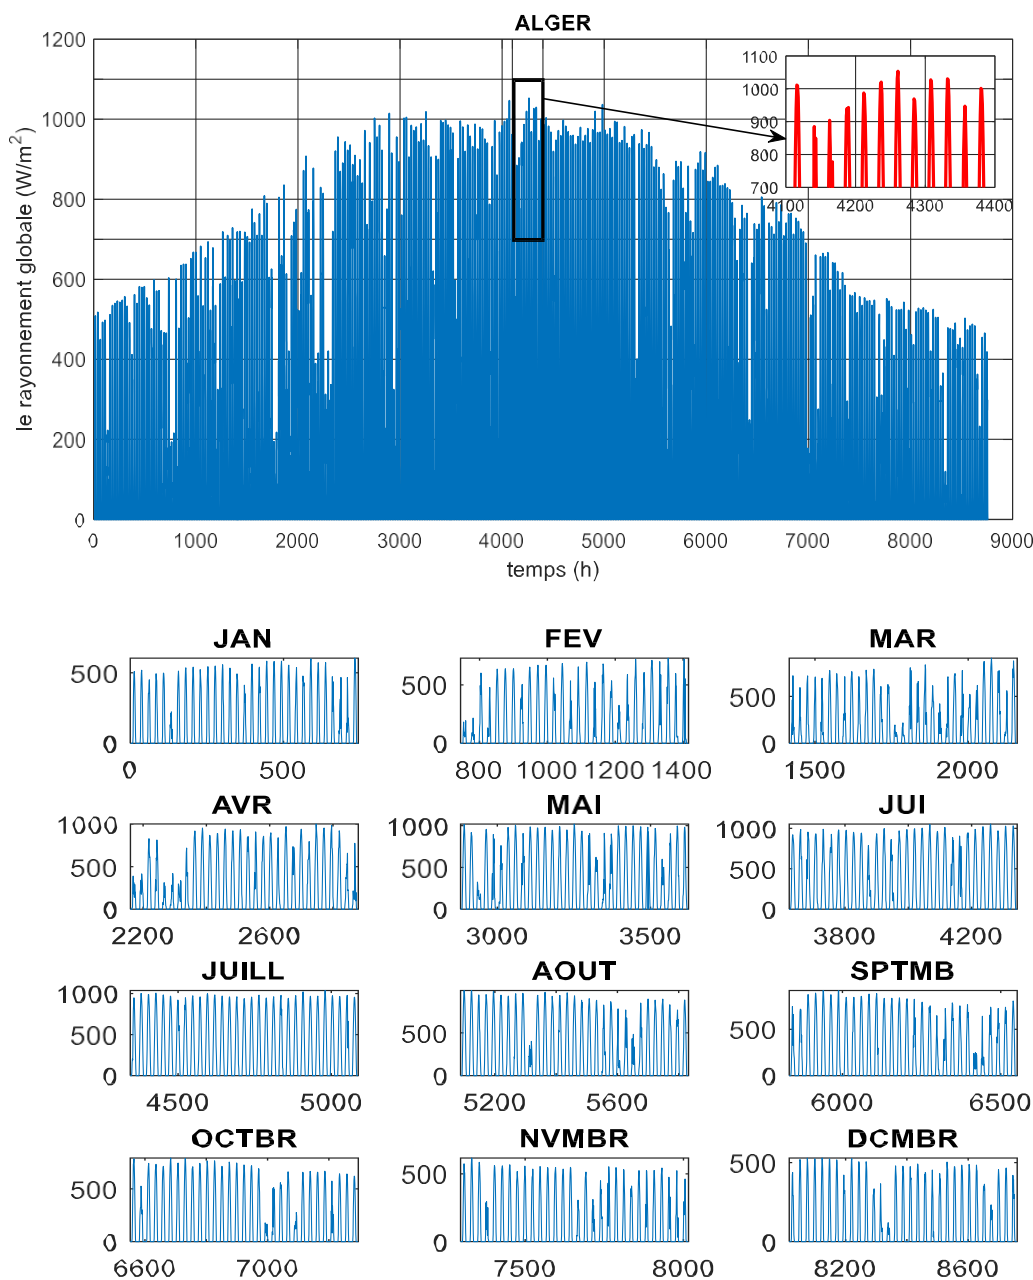 ALGER
le rayonnement globale (W/m²)
1200
1000
800
600
400
200
0
0 1000 2000 3000 4000 5000 6000 7000 8000 9000
temps (h)
1100
1000
900
800
700
4100 4200 4300 4400
JAN FEV MAR
500 500 500
0 0 0
0 500 800 1000 1200 1400 1500 2000
AVR MAI JUI
1000 1000 1000
500 500 500
0 0 0
2200 2600 3000 3500 3800 4200
JUILL AOUT SPTMB
1000
500 500 500
0 0 0
4500 5000 5200 5600 6000 6500
OCTBR NVMBR DCMBR
500 500 500
0 0 0
6600 7000 7500 8000 8200 8600